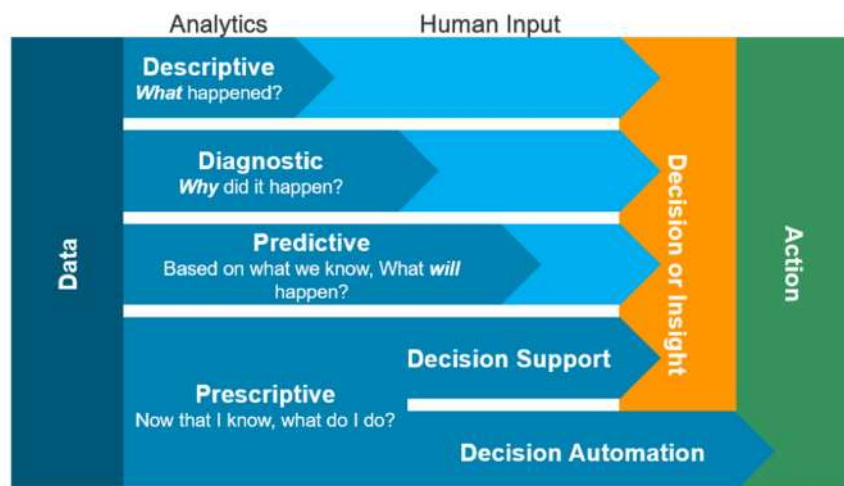 Analytics
Human Input
Data
Descriptive
What happened?
Diagnostic
Why did it happen?
Predictive
Based on what we know, What will
happen?
Prescriptive
Now that I know, what do I do?
Decision Support
Decision Automation
Decision or Insight
Action